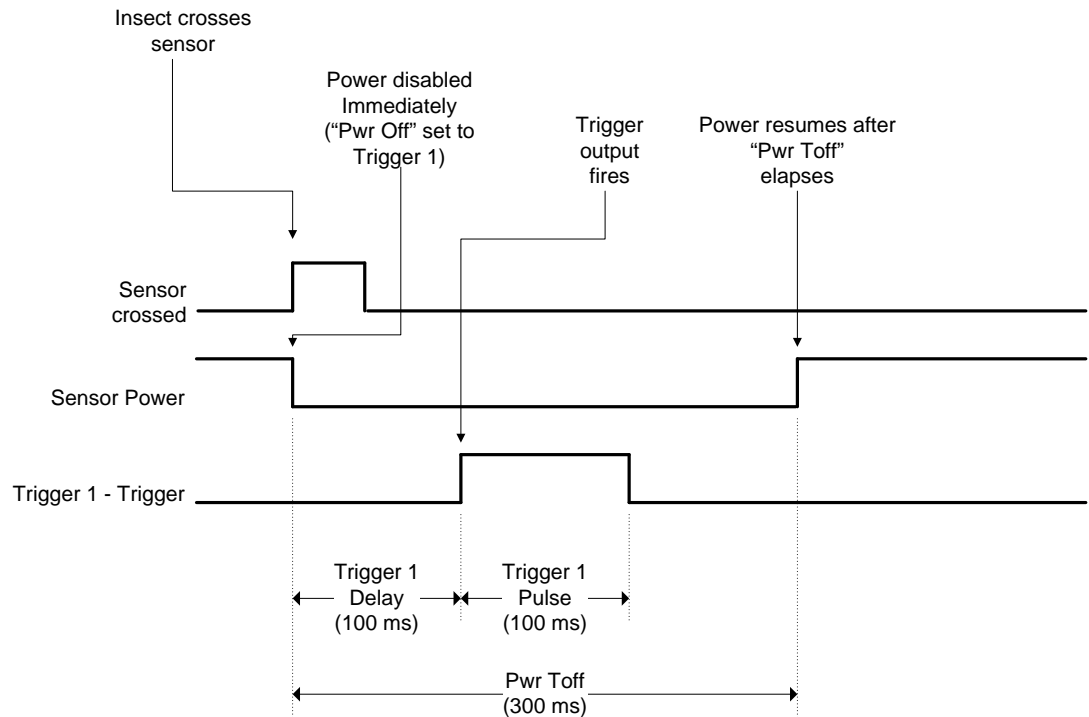 Insect crosses
sensor
Power disabled
Immediately
(“Pwr Off” set to
Trigger 1)
Trigger
output
fires
Power resumes after
“Pwr Toff”
elapses
Sensor
crossed
Sensor Power
Trigger 1 - Trigger
Trigger 1
Delay
(100 ms)
Trigger 1
Pulse
(100 ms)
Pwr Toff
(300 ms)